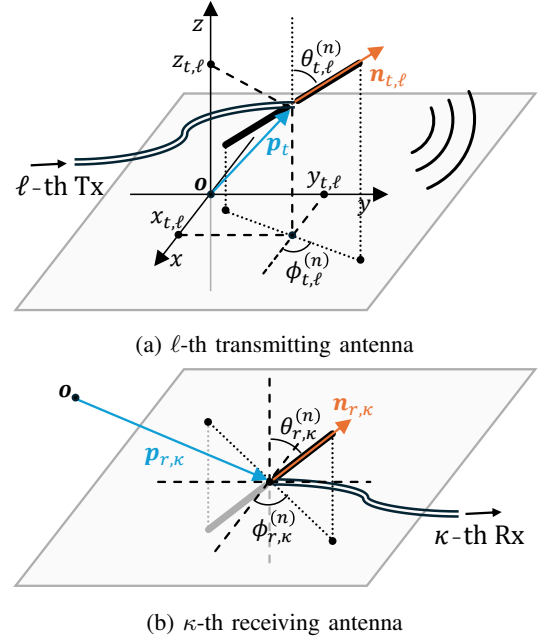 z
z_{t,ℓ}
θ_{t,ℓ}^{(n)}
n_{t,ℓ}
p_t
ℓ-th Tx
o
y_{t,ℓ}
y
x_{t,ℓ}
x
ϕ_{t,ℓ}^{(n)}
(a) ℓ-th transmitting antenna
o
θ_{r,κ}^{(n)}
n_{r,κ}
p_{r,κ}
ϕ_{r,κ}^{(n)}
κ-th Rx
(b) κ-th receiving antenna